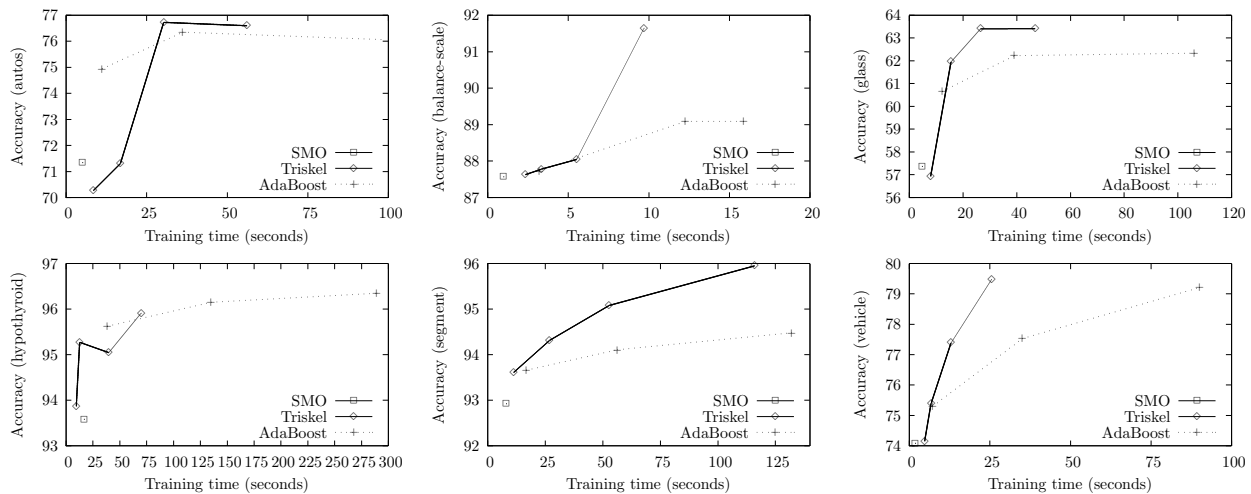 Accuracy (autos)
77
76
75
74
73
72
71
70
0
25
50
75
100
Training time (seconds)
SMO
Triskel
AdaBoost
Accuracy (balance-scale)
92
91
90
89
88
87
0
5
10
15
20
Training time (seconds)
SMO
Triskel
AdaBoost
Accuracy (glass)
64
63
62
61
60
59
58
57
56
0
20
40
60
80
100
120
Training time (seconds)
SMO
Triskel
AdaBoost
Accuracy (hypothyroid)
97
96
95
94
93
0
25
50
75
100
125
150
175
200
225
250
275
300
Training time (seconds)
SMO
Triskel
AdaBoost
Accuracy (segment)
96
95
94
93
92
0
25
50
75
100
125
Training time (seconds)
SMO
Triskel
AdaBoost
Accuracy (vehicle)
80
79
78
77
76
75
74
0
25
50
75
100
Training time (seconds)
SMO
Triskel
AdaBoost